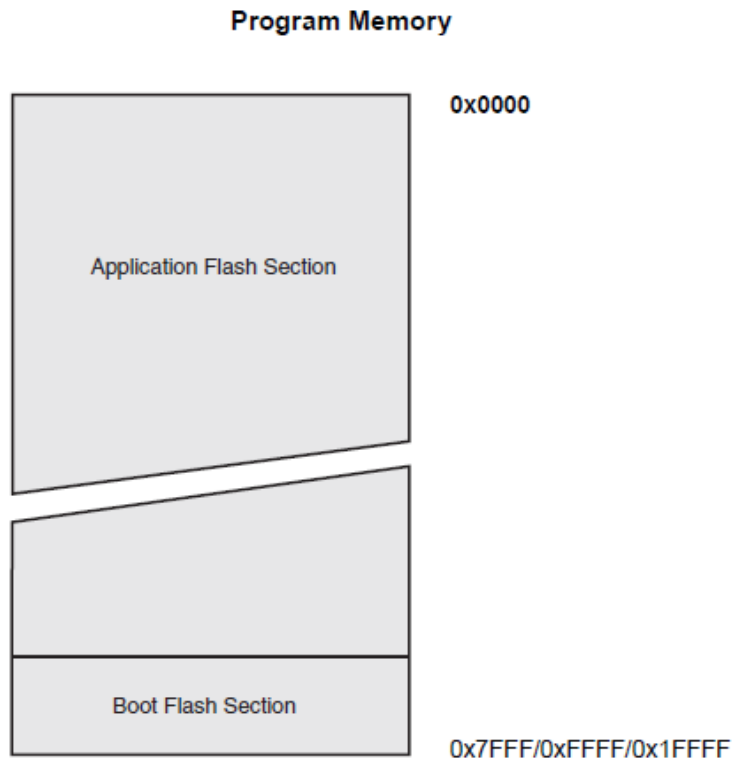 Program Memory
0x0000
Application Flash Section
Boot Flash Section
0x7FFF/0xFFFF/0x1FFFF